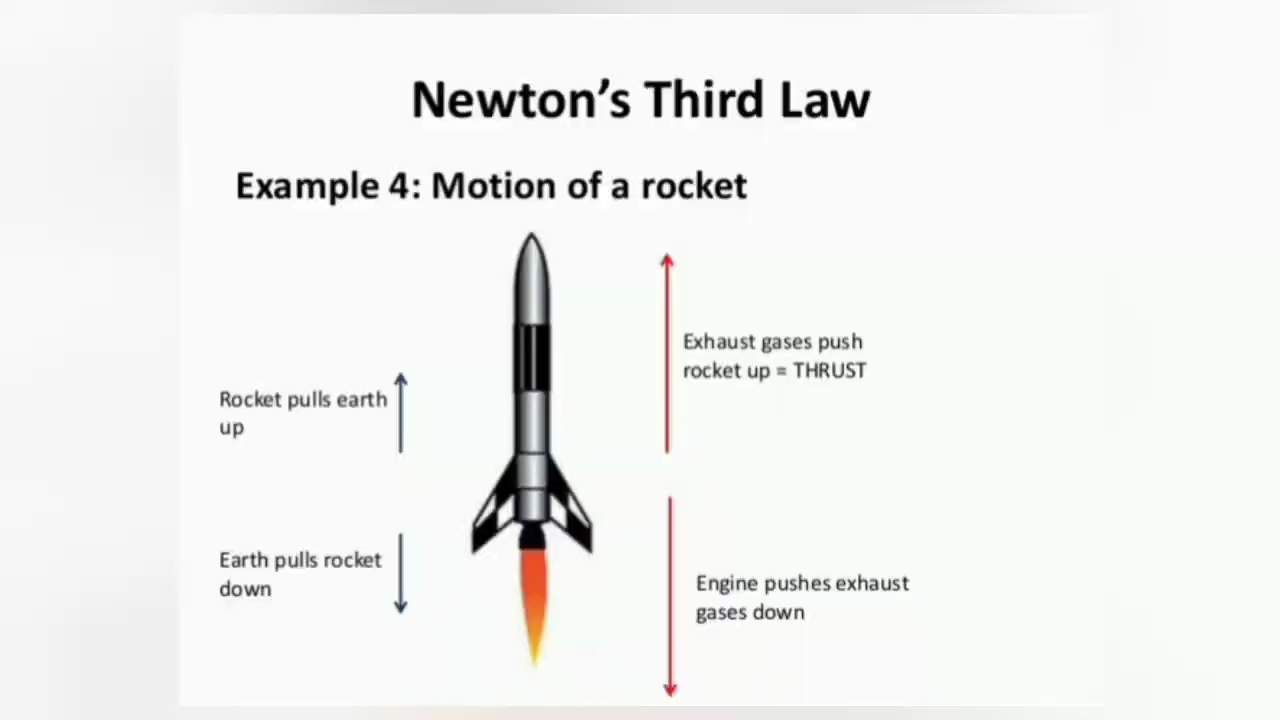 Newton’s Third Law
Example 4: Motion of a rocket
Exhaust gases push
rocket up = THRUST
Rocket pulls earth
up
Earth pulls rocket
down
Engine pushes exhaust
gases down